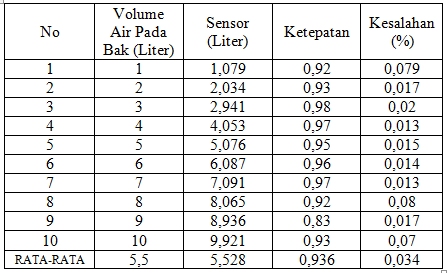 No Volume Air Pada Bak (Liter) Sensor (Liter) Ketepatan Kesalahan (%)
1 1 1,079 0,92 0,079
2 2 2,034 0,93 0,017
3 3 2,941 0,98 0,02
4 4 4,053 0,97 0,013
5 5 5,076 0,95 0,015
6 6 6,087 0,96 0,014
7 7 7,091 0,97 0,013
8 8 8,065 0,92 0,08
9 9 8,936 0,83 0,017
10 10 9,921 0,93 0,07
RATA-RATA 5,5 5,528 0,936 0,034